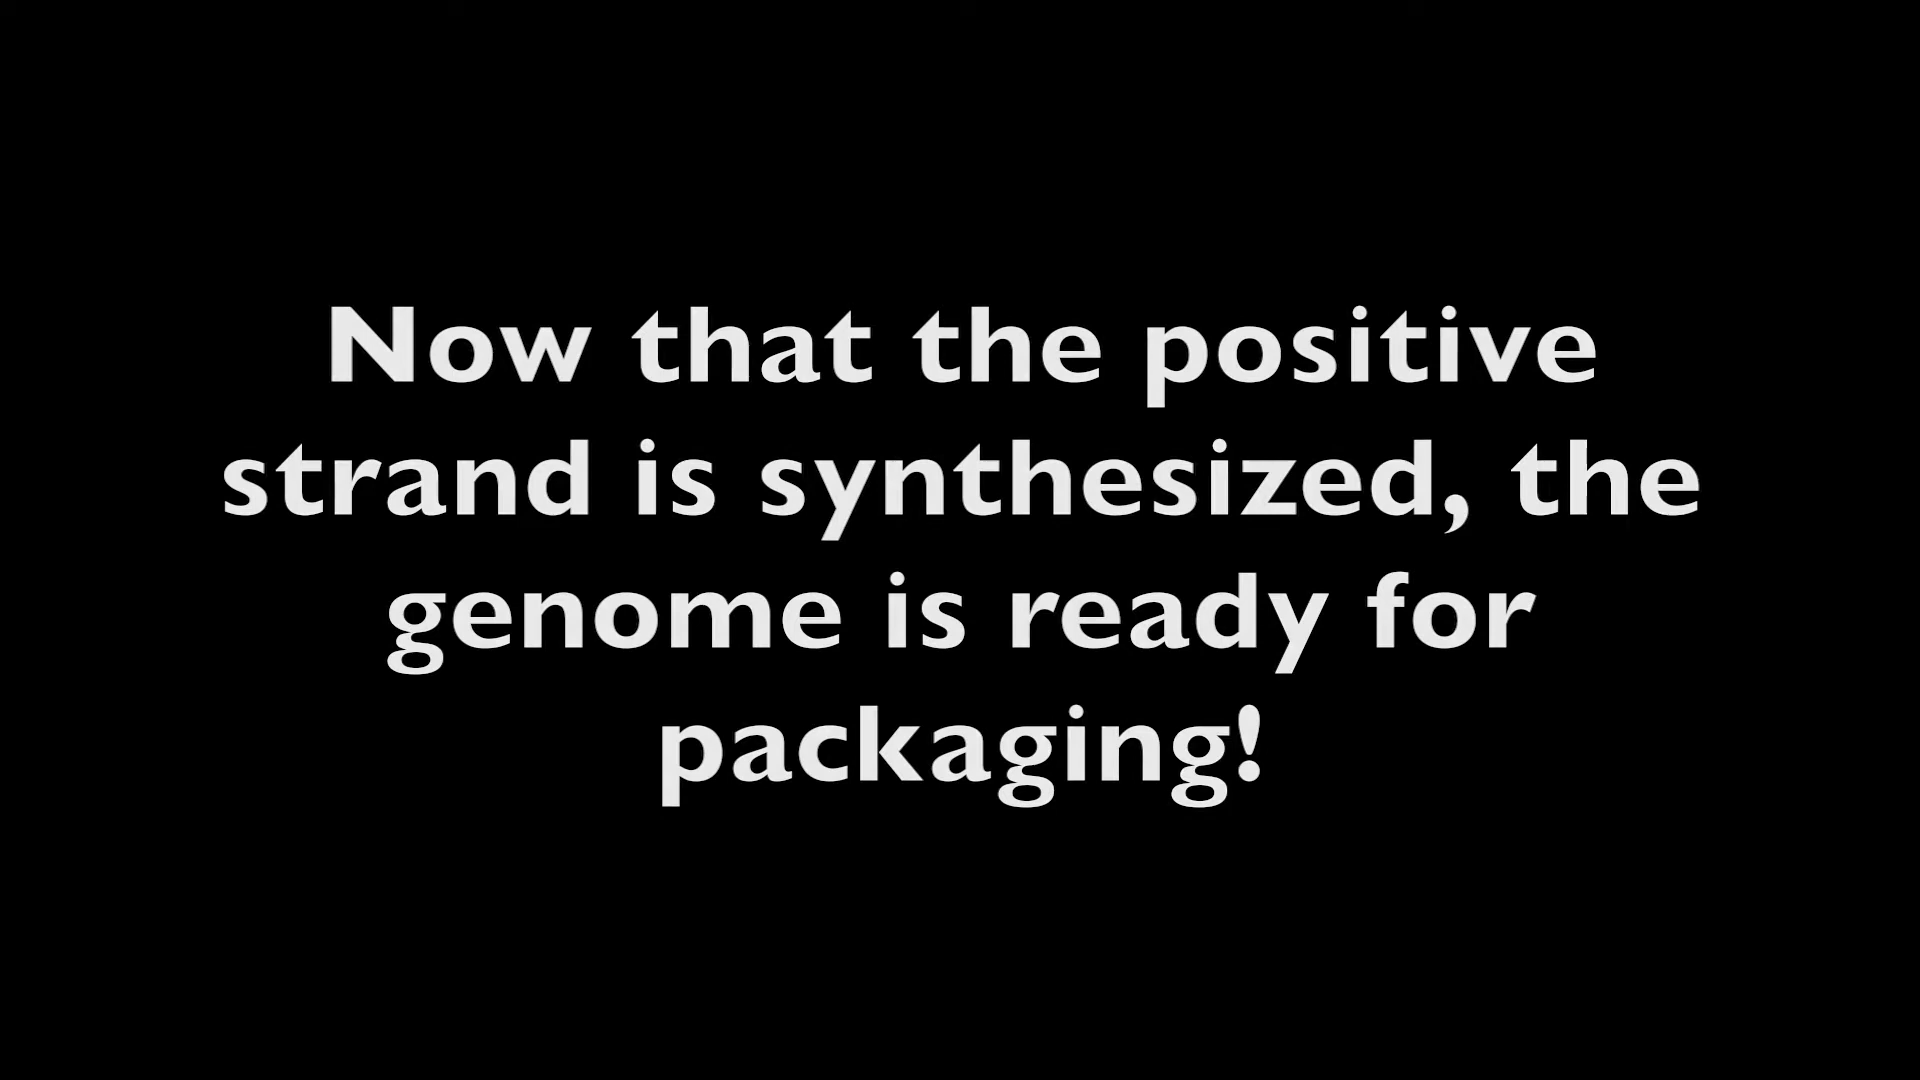 Now that the positive
strand is synthesized, the
genome is ready for
packaging!